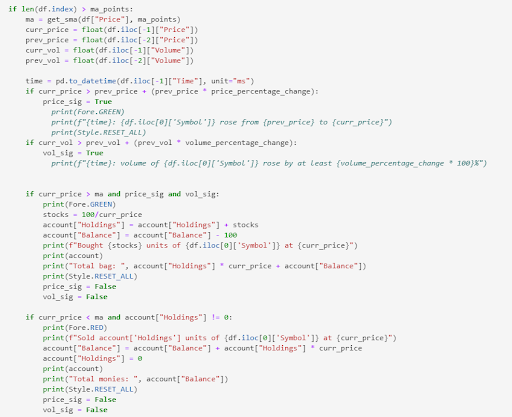 if len(df.index) > ma_points:
    ma = get_sma(df["Price"], ma_points)
    curr_price = float(df.iloc[-1]["Price"])
    prev_price = float(df.iloc[-2]["Price"])
    curr_vol = float(df.iloc[-1]["Volume"])
    prev_vol = float(df.iloc[-2]["Volume"])

    time = pd.to_datetime(df.iloc[-1]["Time"], unit="ms")
    if curr_price > prev_price + (prev_price * price_percentage_change):
        price_sig = True
          print(Fore.GREEN)
          print(f"{time}: {df.iloc[0]['Symbol']} rose from {prev_price} to {curr_price}")
          print(Style.RESET_ALL)
    if curr_vol > prev_vol + (prev_vol * volume_percentage_change):
        vol_sig = True
          print(f"{time}: volume of {df.iloc[0]['Symbol']} rose by at least {volume_percentage_change * 100}%")

    if curr_price > ma and price_sig and vol_sig:
        print(Fore.GREEN)
        stocks = 100/curr_price
        account["Holdings"] = account["Holdings"] + stocks
        account["Balance"] = account["Balance"] - 100
        print(f"Bought {stocks} units of {df.iloc[0]['Symbol']} at {curr_price}")
        print(account)
        print("Total bag: ", account["Holdings"] * curr_price + account["Balance"])
        print(Style.RESET_ALL)
        price_sig = False
        vol_sig = False

    if curr_price < ma and account["Holdings"] != 0:
        print(Fore.RED)
        print(f"Sold account['Holdings'] units of {df.iloc[0]['Symbol']} at {curr_price}")
        account["Balance"] = account["Balance"] + account["Holdings"] * curr_price
        account["Holdings"] = 0
        print(account)
        print("Total monies: ", account["Balance"])
        print(Style.RESET_ALL)
        price_sig = False
        vol_sig = False